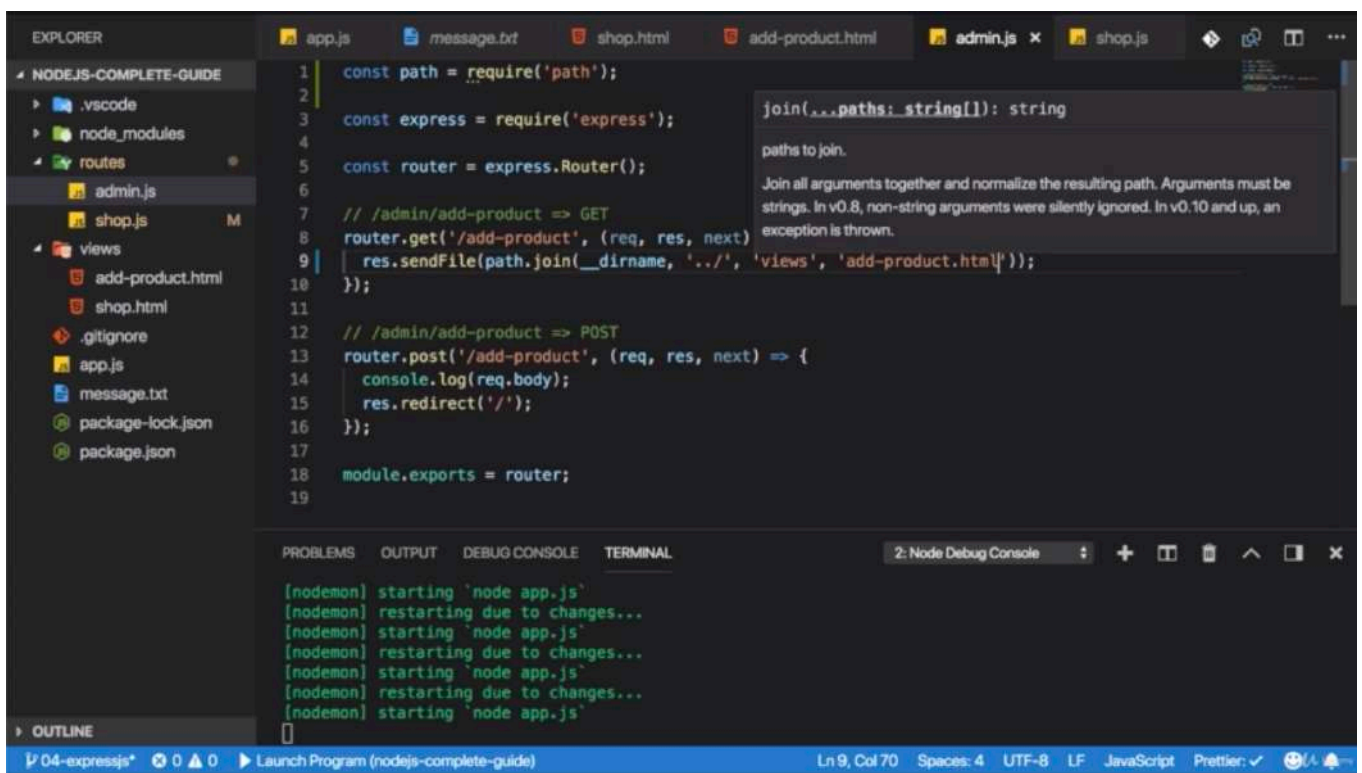 EXPLORER
NODEJS-COMPLETE-GUIDE
.vscode
node_modules
routes
admin.js
shop.js M
views
add-product.html
shop.html
.gitignore
app.js
message.txt
package-lock.json
package.json
OUTLINE
app.js message.txt shop.html add-product.html admin.js × shop.js ...
1 const path = require('path');
2
3 const express = require('express');
4
5 const router = express.Router();
6
7 // /admin/add-product => GET
8 router.get('/add-product', (req, res, next)
9 res.sendFile(path.join(__dirname, '../', 'views', 'add-product.html'));
10 });
11
12 // /admin/add-product => POST
13 router.post('/add-product', (req, res, next) => {
14 console.log(req.body);
15 res.redirect('/');
16 });
17
18 module.exports = router;
19
join(...paths: string[]): string
paths to join.
Join all arguments together and normalize the resulting path. Arguments must be
strings. In v0.8, non-string arguments were silently ignored. In v0.10 and up, an
exception is thrown.
PROBLEMS OUTPUT DEBUG CONSOLE TERMINAL 2: Node Debug Console
[nodemon] starting `node app.js`
[nodemon] restarting due to changes...
[nodemon] starting `node app.js`
[nodemon] restarting due to changes...
[nodemon] starting `node app.js`
[nodemon] restarting due to changes...
[nodemon] starting `node app.js`
04-expressjs* 0 0 Launch Program (nodejs-complete-guide) Ln 9, Col 70 Spaces: 4 UTF-8 LF JavaScript Prettier: ✓